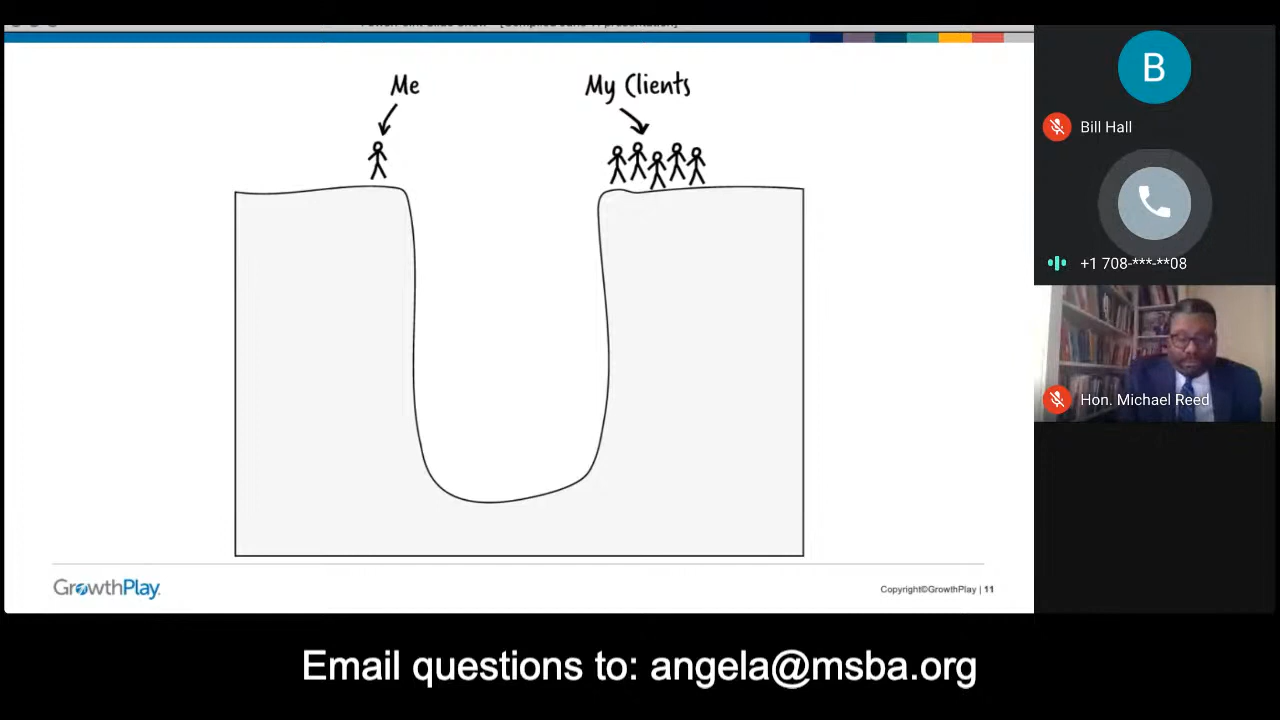 Me
My Clients
GrowthPlay
Copyright©GrowthPlay | 11
B
Bill Hall
+1 708-***-**08
Hon. Michael Reed
Email questions to: angela@msba.org